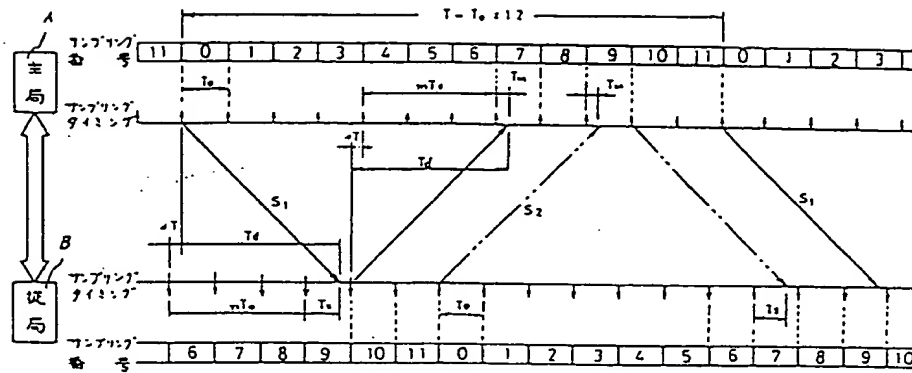 A
T = T₀ × 12
サンプリング
番号
11 0 1 2 3 4 5 6 7 8 9 10 11 0 1 2 3
主局
T₀
mT₀
Tm
Tm
サンプリング
タイミング
ΔT
Td
S₁
S₂
S₁
ΔT
Td
B
サンプリング
タイミング
従局
mT₀
Ts
T₀
Ts
サンプリング
番号
6 7 8 9 10 11 0 1 2 3 4 5 6 7 8 9 10